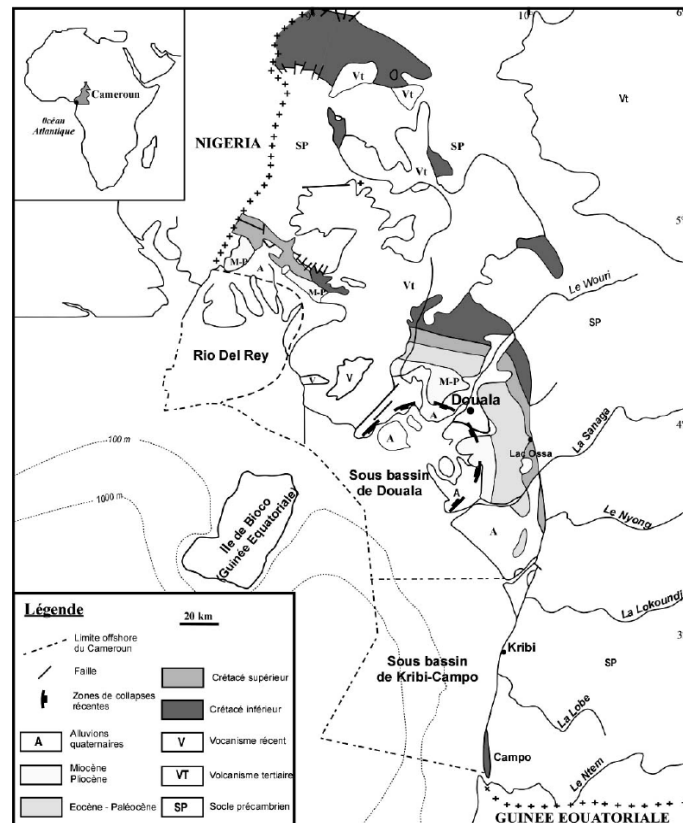 Cameroun
Océan
Atlantique
9
10
6
Vt
Vt
Vt
NIGERIA
SP
SP
Vt
5
M-P
A
M-P
Vt
Le Wouri
SP
Rio Del Rey
V
V
M-P
A
Douala
A
4
La Sanaga
Lac Ossa
Sous bassin
de Douala
A
Le Nyong
A
100 m
1000 m
Ile de Bioco
(Guinée Equatoriale)
La Lokoundji
3
Kribi
SP
Sous bassin
de Kribi-Campo
La Lobe
Campo
Le Ntem
GUINEE EQUATORIALE
Légende
20 km
Limite offshore
du Cameroun
Faille
Zones de collapses
récentes
A
Alluvions
quaternaires
Miocène
Pliocène
Eocène - Paléocène
Crétacé supérieur
Crétacé inférieur
V
Vocanisme récent
VT
Volcanisme tertiaire
SP
Socle précambrien